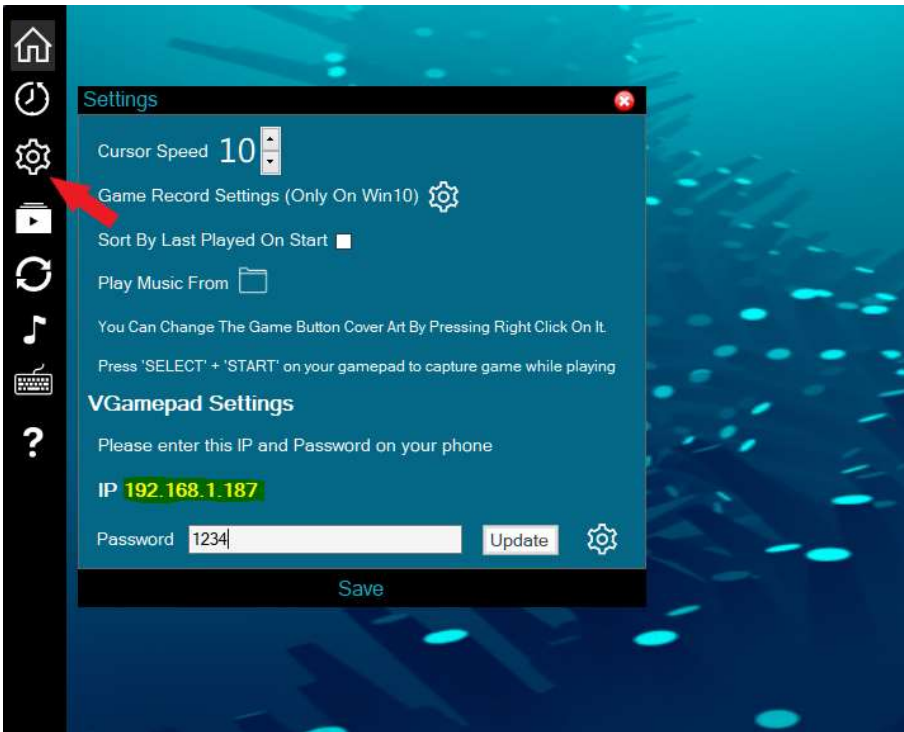 Settings
Cursor Speed 10
Game Record Settings (Only On Win10)
Sort By Last Played On Start
Play Music From
You Can Change The Game Button Cover Art By Pressing Right Click On It.
Press 'SELECT' + 'START' on your gamepad to capture game while playing
VGamepad Settings
Please enter this IP and Password on your phone
IP 192.168.1.187
Password 1234 Update
Save
?